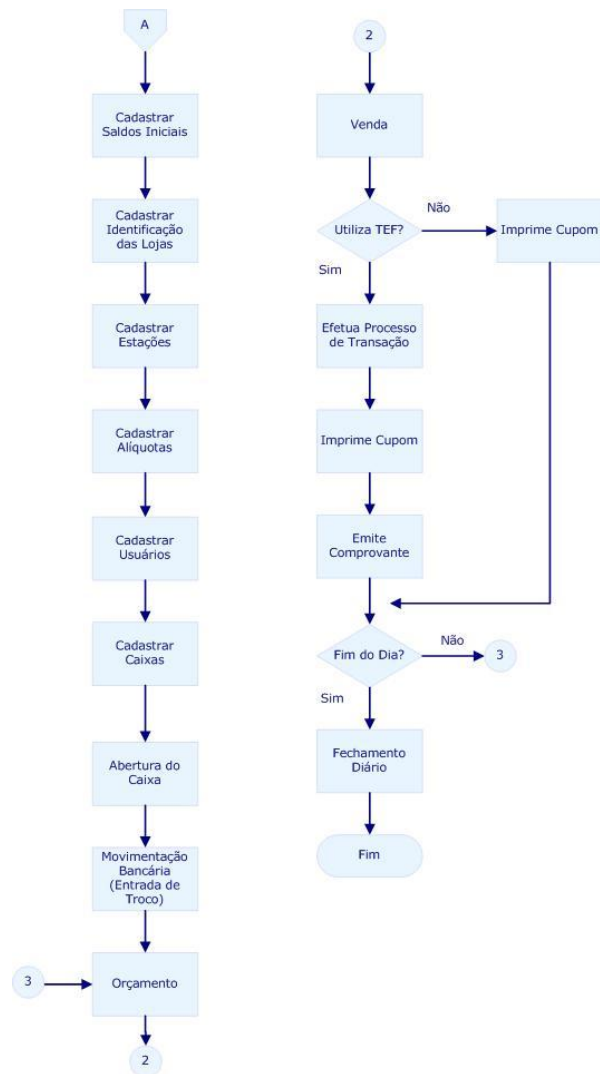 A
Cadastrar
Saldos Iniciais
Cadastrar
Identificação
das Lojas
Cadastrar
Estações
Cadastrar
Alíquotas
Cadastrar
Usuários
Cadastrar
Caixas
Abertura do
Caixa
Movimentação
Bancária
(Entrada de
Troco)
3
Orçamento
2
2
Venda
Utiliza TEF?
Não
Imprime Cupom
Sim
Efetua Processo
de Transação
Imprime Cupom
Emite
Comprovante
Fim do Dia?
Não
3
Sim
Fechamento
Diário
Fim